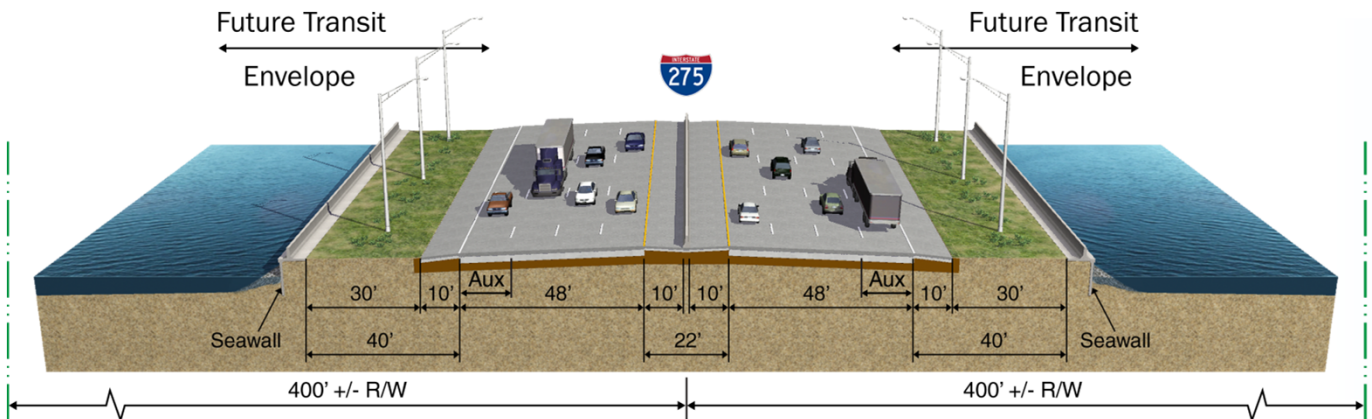 Future Transit
Envelope
INTERSTATE
275
Future Transit
Envelope
Aux
Aux
30'
10'
48'
10'
10'
48'
10'
30'
Seawall
40'
22'
40'
Seawall
400' +/- R/W
400' +/- R/W